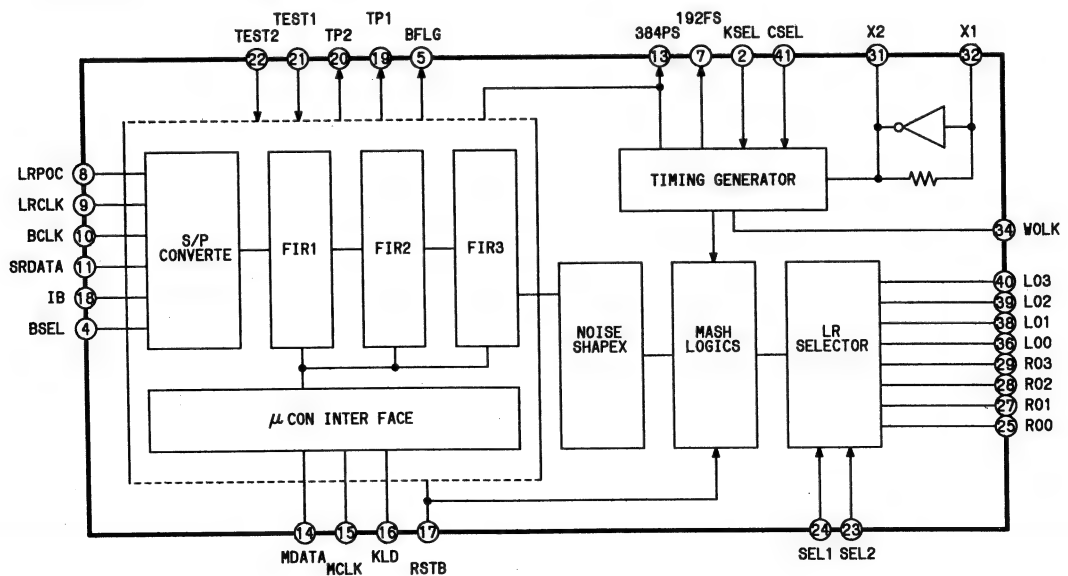 TEST1
TEST2
TP1
TP2
BFLG
192FS
384PS
KSEL
CSEL
X2
X1
22
21
20
19
5
13
7
2
41
31
32
LRPOC 8
LRCLK 9
BCLK 10
SRDATA 11
IB 18
BSEL 4
S/P
CONVERTE
FIR1
FIR2
FIR3
TIMING GENERATOR
34 WOLK
NOISE
SHAPEX
MASH
LOGICS
LR
SELECTOR
40 LO3
39 LO2
38 LO1
36 LO0
29 RO3
28 RO2
27 RO1
25 RO0
μ CON INTER FACE
14
15
16
17
24
23
MDATA
MCLK
KLD
RSTB
SEL1
SEL2